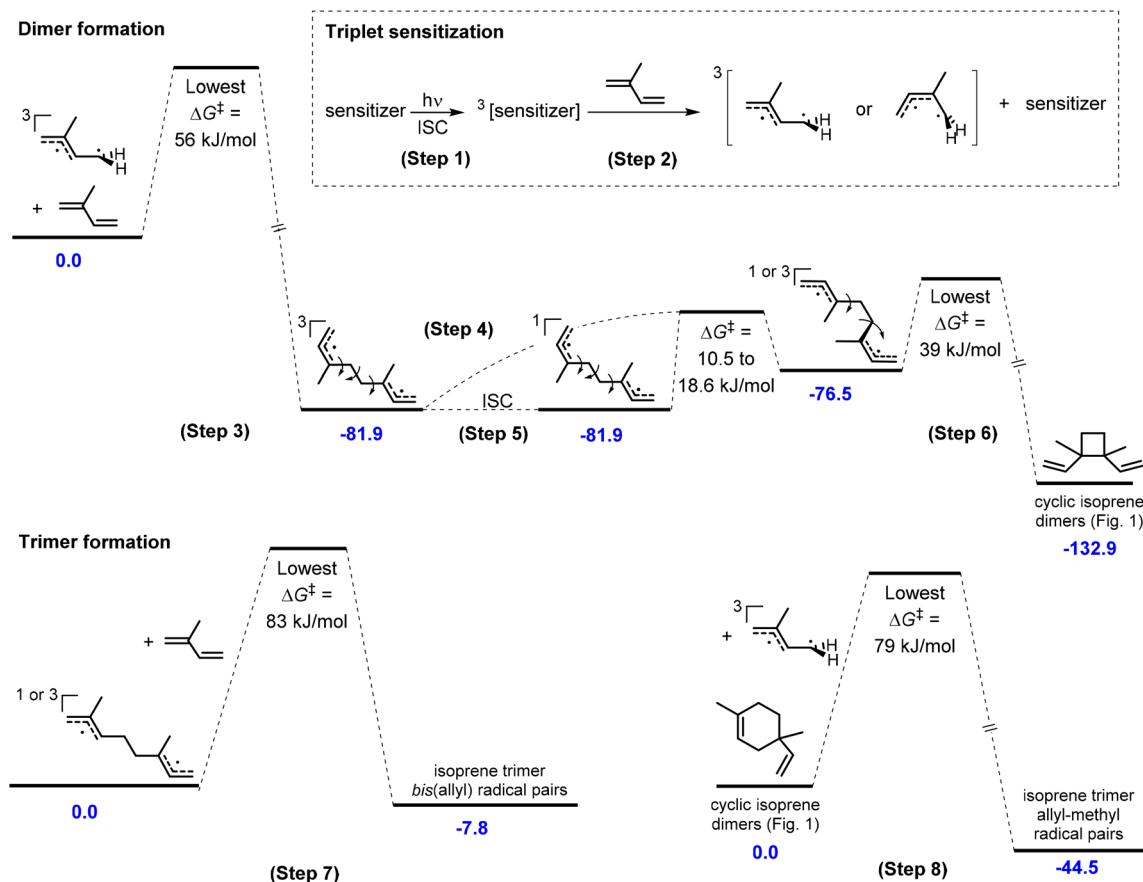 Dimer formation
Lowest
ΔG‡ =
56 kJ/mol
3
H
H
+
0.0
Triplet sensitization
sensitizer
hν
ISC
3 [sensitizer]
3
H
H
or
H
H
+ sensitizer
(Step 1)
(Step 2)
3
(Step 4)
1
ISC
(Step 3)
-81.9
(Step 5)
-81.9
ΔG‡ =
10.5 to
18.6 kJ/mol
1 or 3
-76.5
Lowest
ΔG‡ =
39 kJ/mol
(Step 6)
cyclic isoprene
dimers (Fig. 1)
-132.9
Trimer formation
Lowest
ΔG‡ =
83 kJ/mol
+
1 or 3
0.0
isoprene trimer
bis(allyl) radical pairs
-7.8
(Step 7)
Lowest
ΔG‡ =
79 kJ/mol
3
+
H
H
cyclic isoprene
dimers (Fig. 1)
0.0
(Step 8)
isoprene trimer
allyl-methyl
radical pairs
-44.5